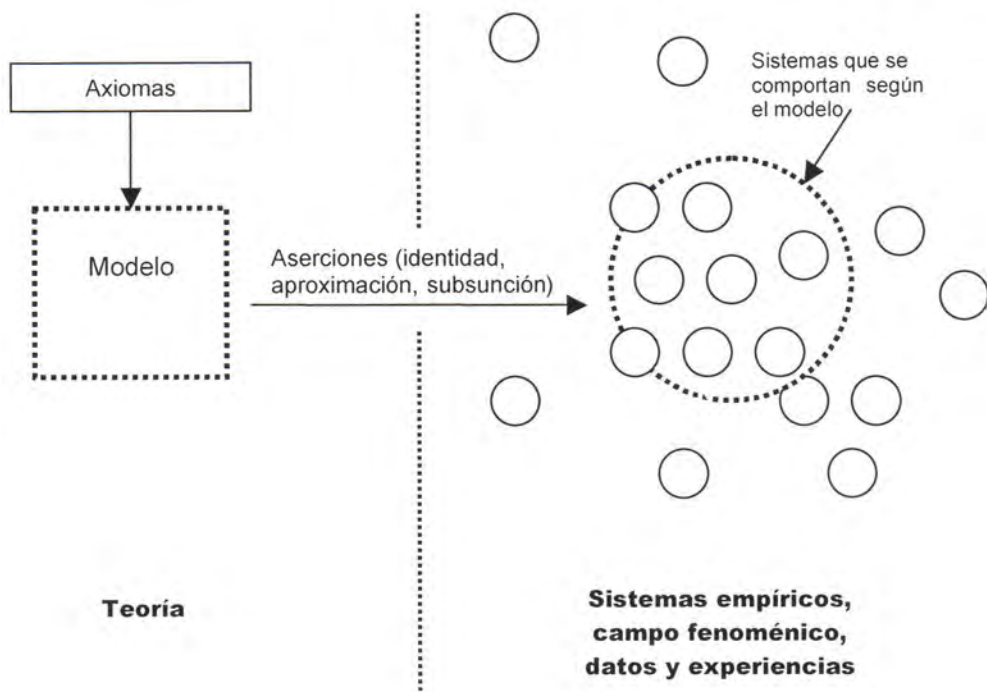 Axiomas
Modelo
Aserciones (identidad,
aproximación, subsunción)
Sistemas que se
comportan según
el modelo
Teoría
Sistemas empíricos,
campo fenoménico,
datos y experiencias